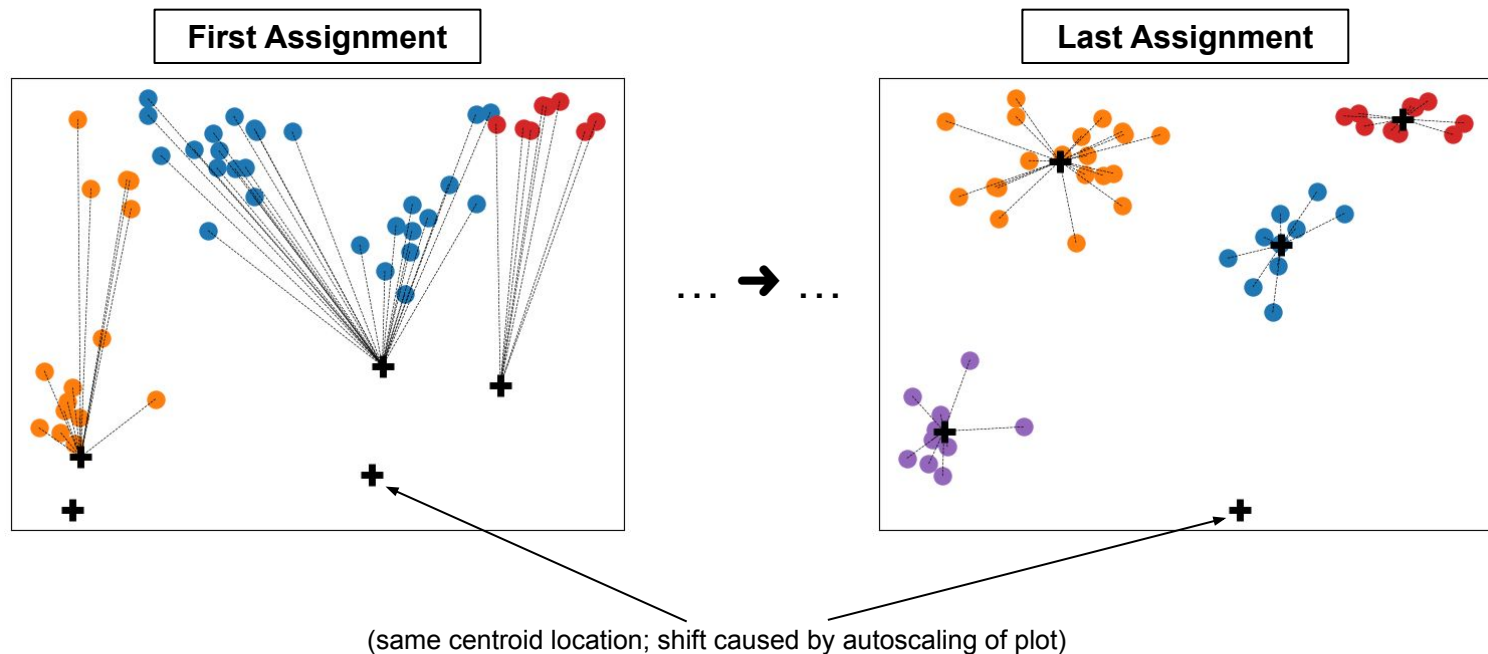 First Assignment
Last Assignment
... → ...
(same centroid location; shift caused by autoscaling of plot)